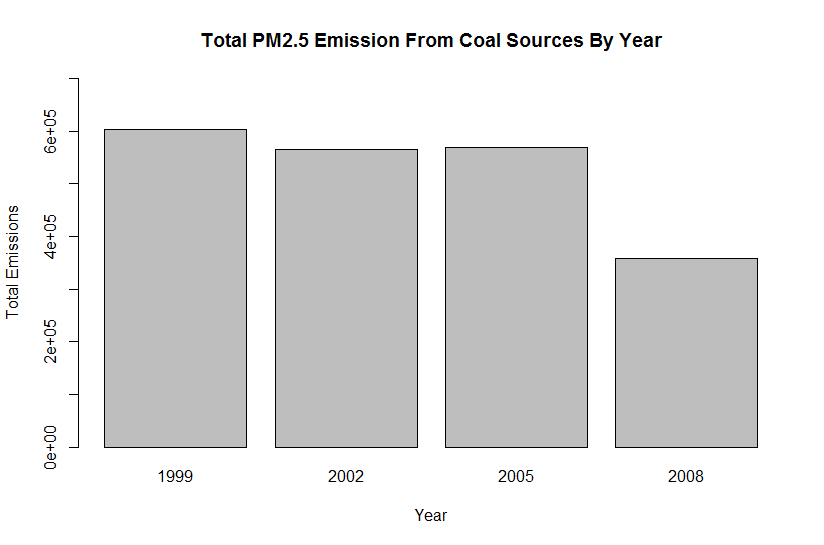 Total PM2.5 Emission From Coal Sources By Year
Total Emissions
6e+05
4e+05
2e+05
0e+00
1999 2002 2005 2008
Year